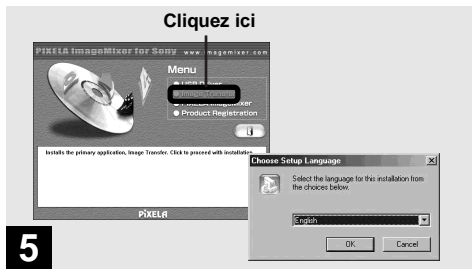 Cliquez ici
PIXELA ImageMixer for Sony www.imagemixer.com
Menu
USB Driver
Image Transfer
PIXELA ImageMixer
Product Registration
Installs the primary application, Image Transfer. Click to proceed with installation.
PIXELA
Choose Setup Language
Select the language for this installation from
the choices below.
English
OK Cancel
5